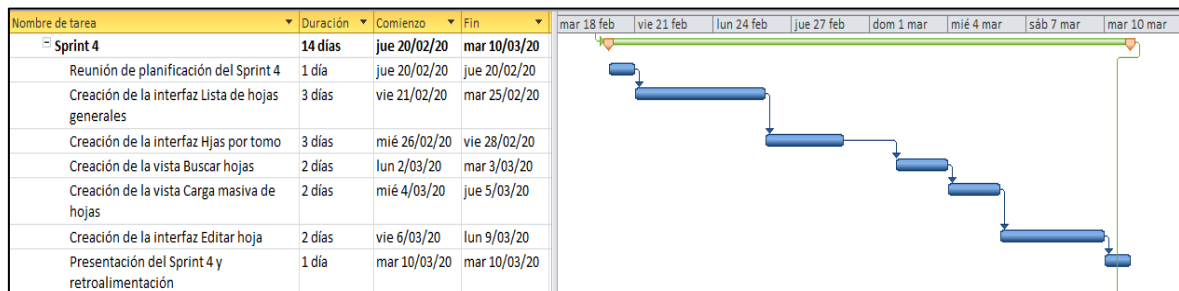 Nombre de tarea Duración Comienzo Fin mar 18 feb vie 21 feb lun 24 feb jue 27 feb dom 1 mar mié 4 mar sáb 7 mar mar 10 mar
Sprint 4 14 días jue 20/02/20 mar 10/03/20
Reunión de planificación del Sprint 4 1 día jue 20/02/20 jue 20/02/20
Creación de la interfaz Lista de hojas 3 días vie 21/02/20 mar 25/02/20
generales
Creación de la interfaz Hjas por tomo 3 días mié 26/02/20 vie 28/02/20
Creación de la vista Buscar hojas 2 días lun 2/03/20 mar 3/03/20
Creación de la vista Carga masiva de 2 días mié 4/03/20 jue 5/03/20
hojas
Creación de la interfaz Editar hoja 2 días vie 6/03/20 lun 9/03/20
Presentación del Sprint 4 y 1 día mar 10/03/20 mar 10/03/20
retroalimentación